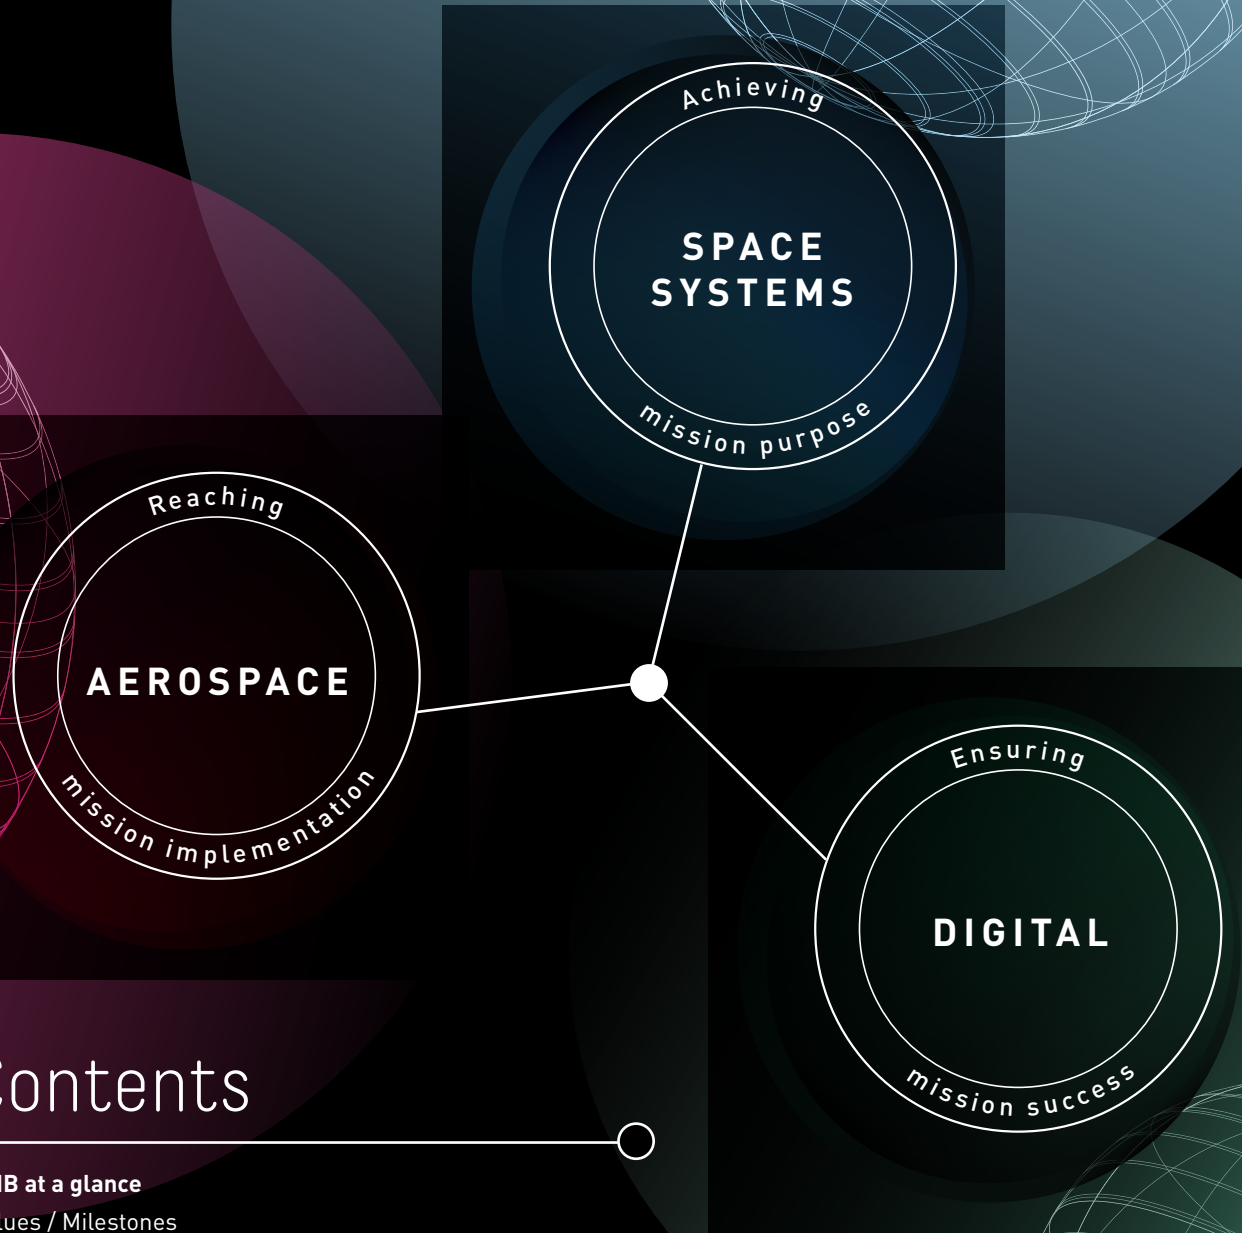 Achieving
SPACE
SYSTEMS
mission purpose
Reaching
AEROSPACE
mission implementation
Ensuring
DIGITAL
mission success
Contents
at a glance
/ Milestones